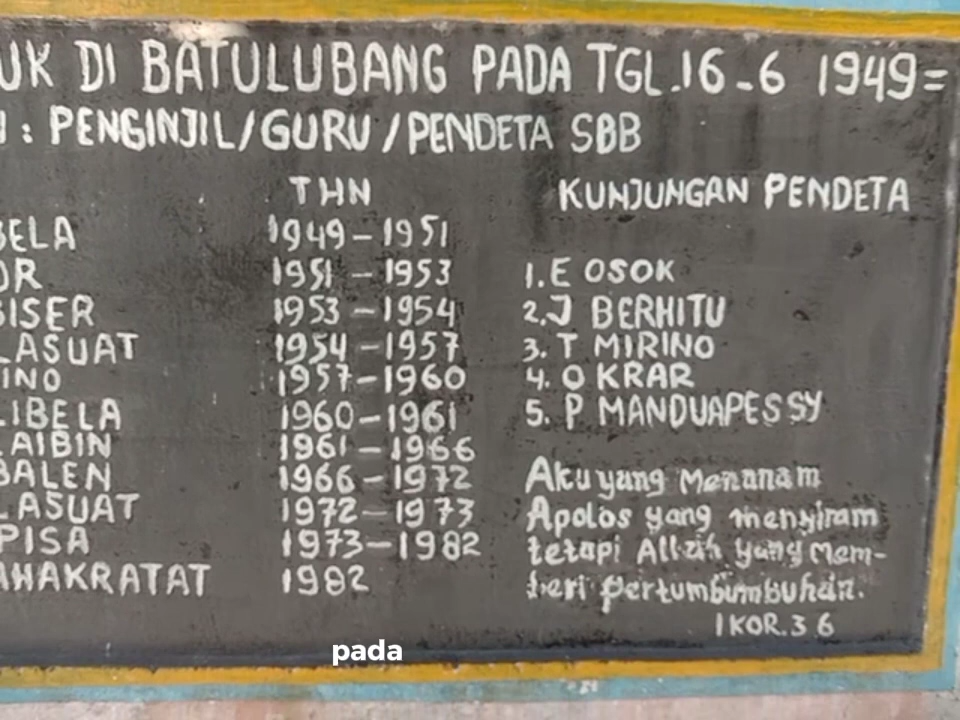 UK DI BATULUBANG PADA TGL.16-6 1949=
: PENGINJIL/GURU/PENDETA SBB
THN KUNJUNGAN PENDETA
BELA 1949-1951
OR 1951-1953 1.E OSOK
SISER 1953-1954 2.J BERHITU
LASUAT 1954-1957 3. T MIRINO
INO 1957-1960 4. O KRAR
LIBELA 1960-1961 5. P MANDUAPESSY
LAIBIN 1961-1966
BALEN 1966-1972 Aku yang Menanam
LASUAT 1972-1973 Apolos yang menyiram
PISA 1973-1982 tetapi Allah yang Mem-
AHAKRATAT 1982 beri pertumbumbuhan.
1 KOR.3 6
pada